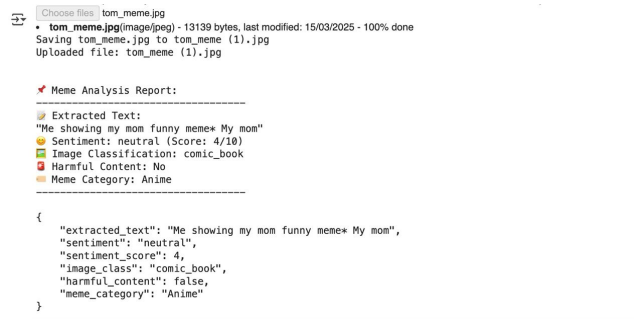 Choose files tom_meme.jpg
• tom_meme.jpg(image/jpeg) - 13139 bytes, last modified: 15/03/2025 - 100% done
Saving tom_meme.jpg to tom_meme (1).jpg
Uploaded file: tom_meme (1).jpg
📌 Meme Analysis Report:
-----------------------------------
📝 Extracted Text:
"Me showing my mom funny meme* My mom"
😊 Sentiment: neutral (Score: 4/10)
🖼️ Image Classification: comic_book
🚨 Harmful Content: No
🏷️ Meme Category: Anime
-----------------------------------
{
    "extracted_text": "Me showing my mom funny meme* My mom",
    "sentiment": "neutral",
    "sentiment_score": 4,
    "image_class": "comic_book",
    "harmful_content": false,
    "meme_category": "Anime"
}